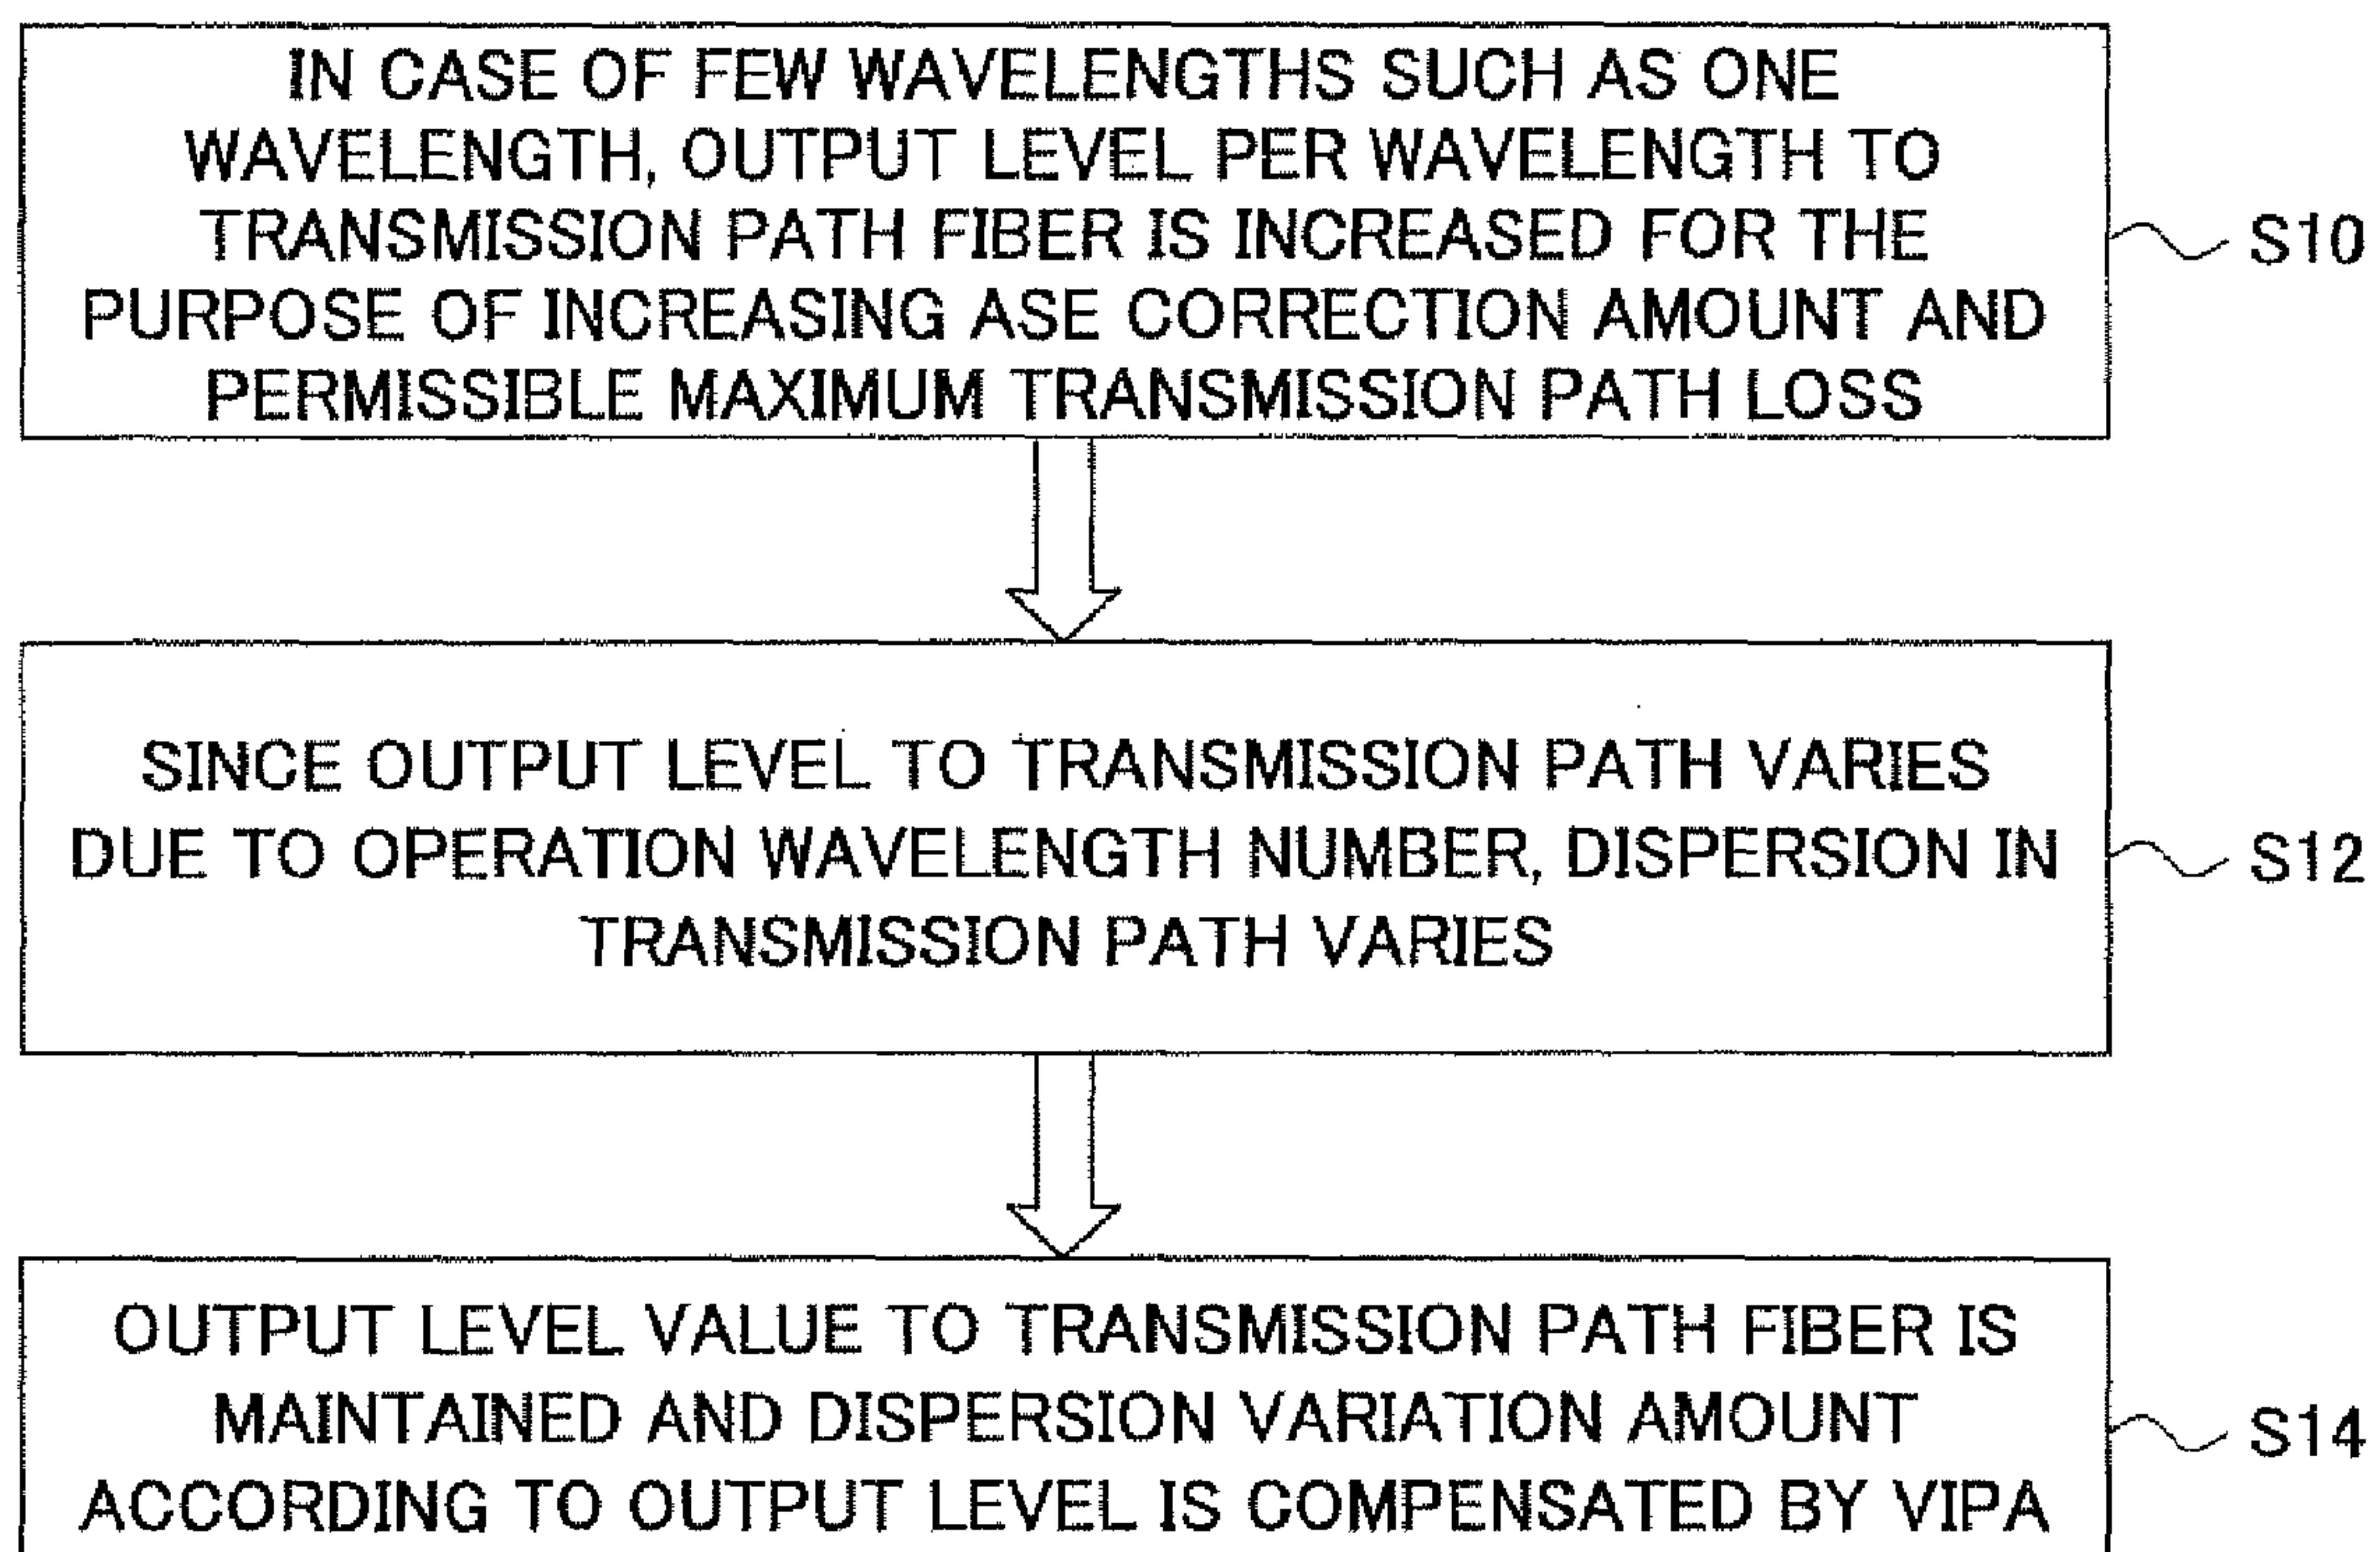 IN CASE OF FEW WAVELENGTHS SUCH AS ONE
WAVELENGTH, OUTPUT LEVEL PER WAVELENGTH TO
TRANSMISSION PATH FIBER IS INCREASED FOR THE
PURPOSE OF INCREASING ASE CORRECTION AMOUNT AND
PERMISSIBLE MAXIMUM TRANSMISSION PATH LOSS
S10
SINCE OUTPUT LEVEL TO TRANSMISSION PATH VARIES
DUE TO OPERATION WAVELENGTH NUMBER, DISPERSION IN
TRANSMISSION PATH VARIES
S12
OUTPUT LEVEL VALUE TO TRANSMISSION PATH FIBER IS
MAINTAINED AND DISPERSION VARIATION AMOUNT
ACCORDING TO OUTPUT LEVEL IS COMPENSATED BY VIPA
S14